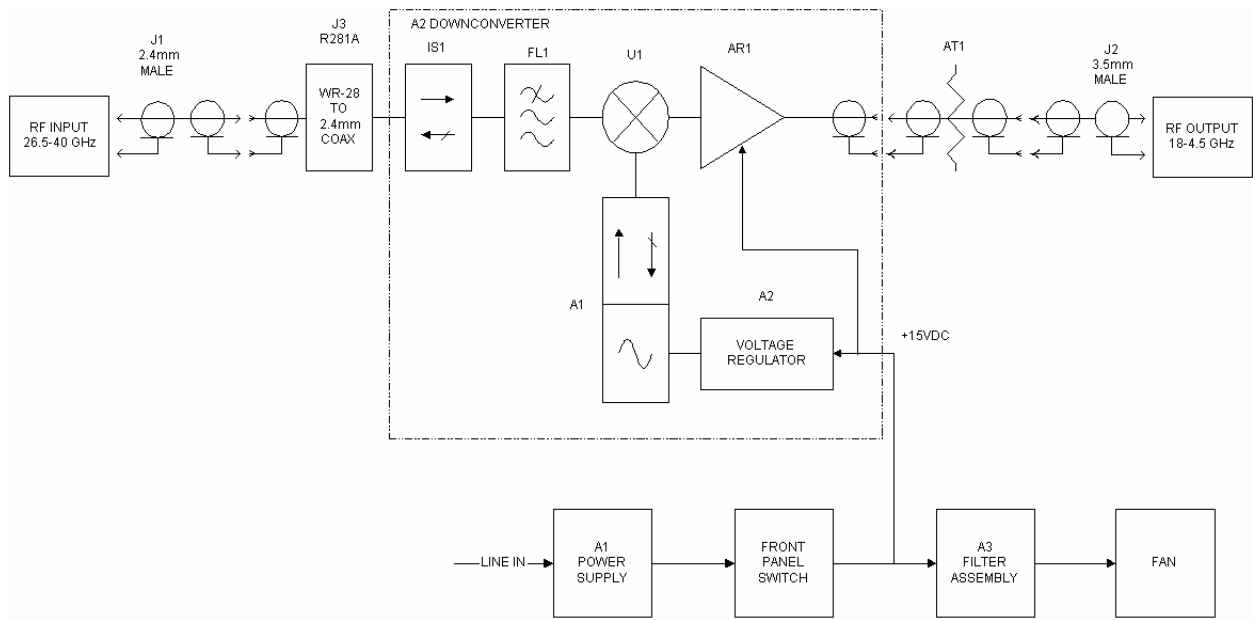 J1
2.4mm
MALE
J3
R281A
A2 DOWNCONVERTER
IS1
FL1
U1
AR1
AT1
J2
3.5mm
MALE
RF INPUT
26.5-40 GHz
WR-28
TO
2.4mm
COAX
RF OUTPUT
18-4.5 GHz
A1
A2
VOLTAGE
REGULATOR
+15VDC
LINE IN
A1
POWER
SUPPLY
FRONT
PANEL
SWITCH
A3
FILTER
ASSEMBLY
FAN